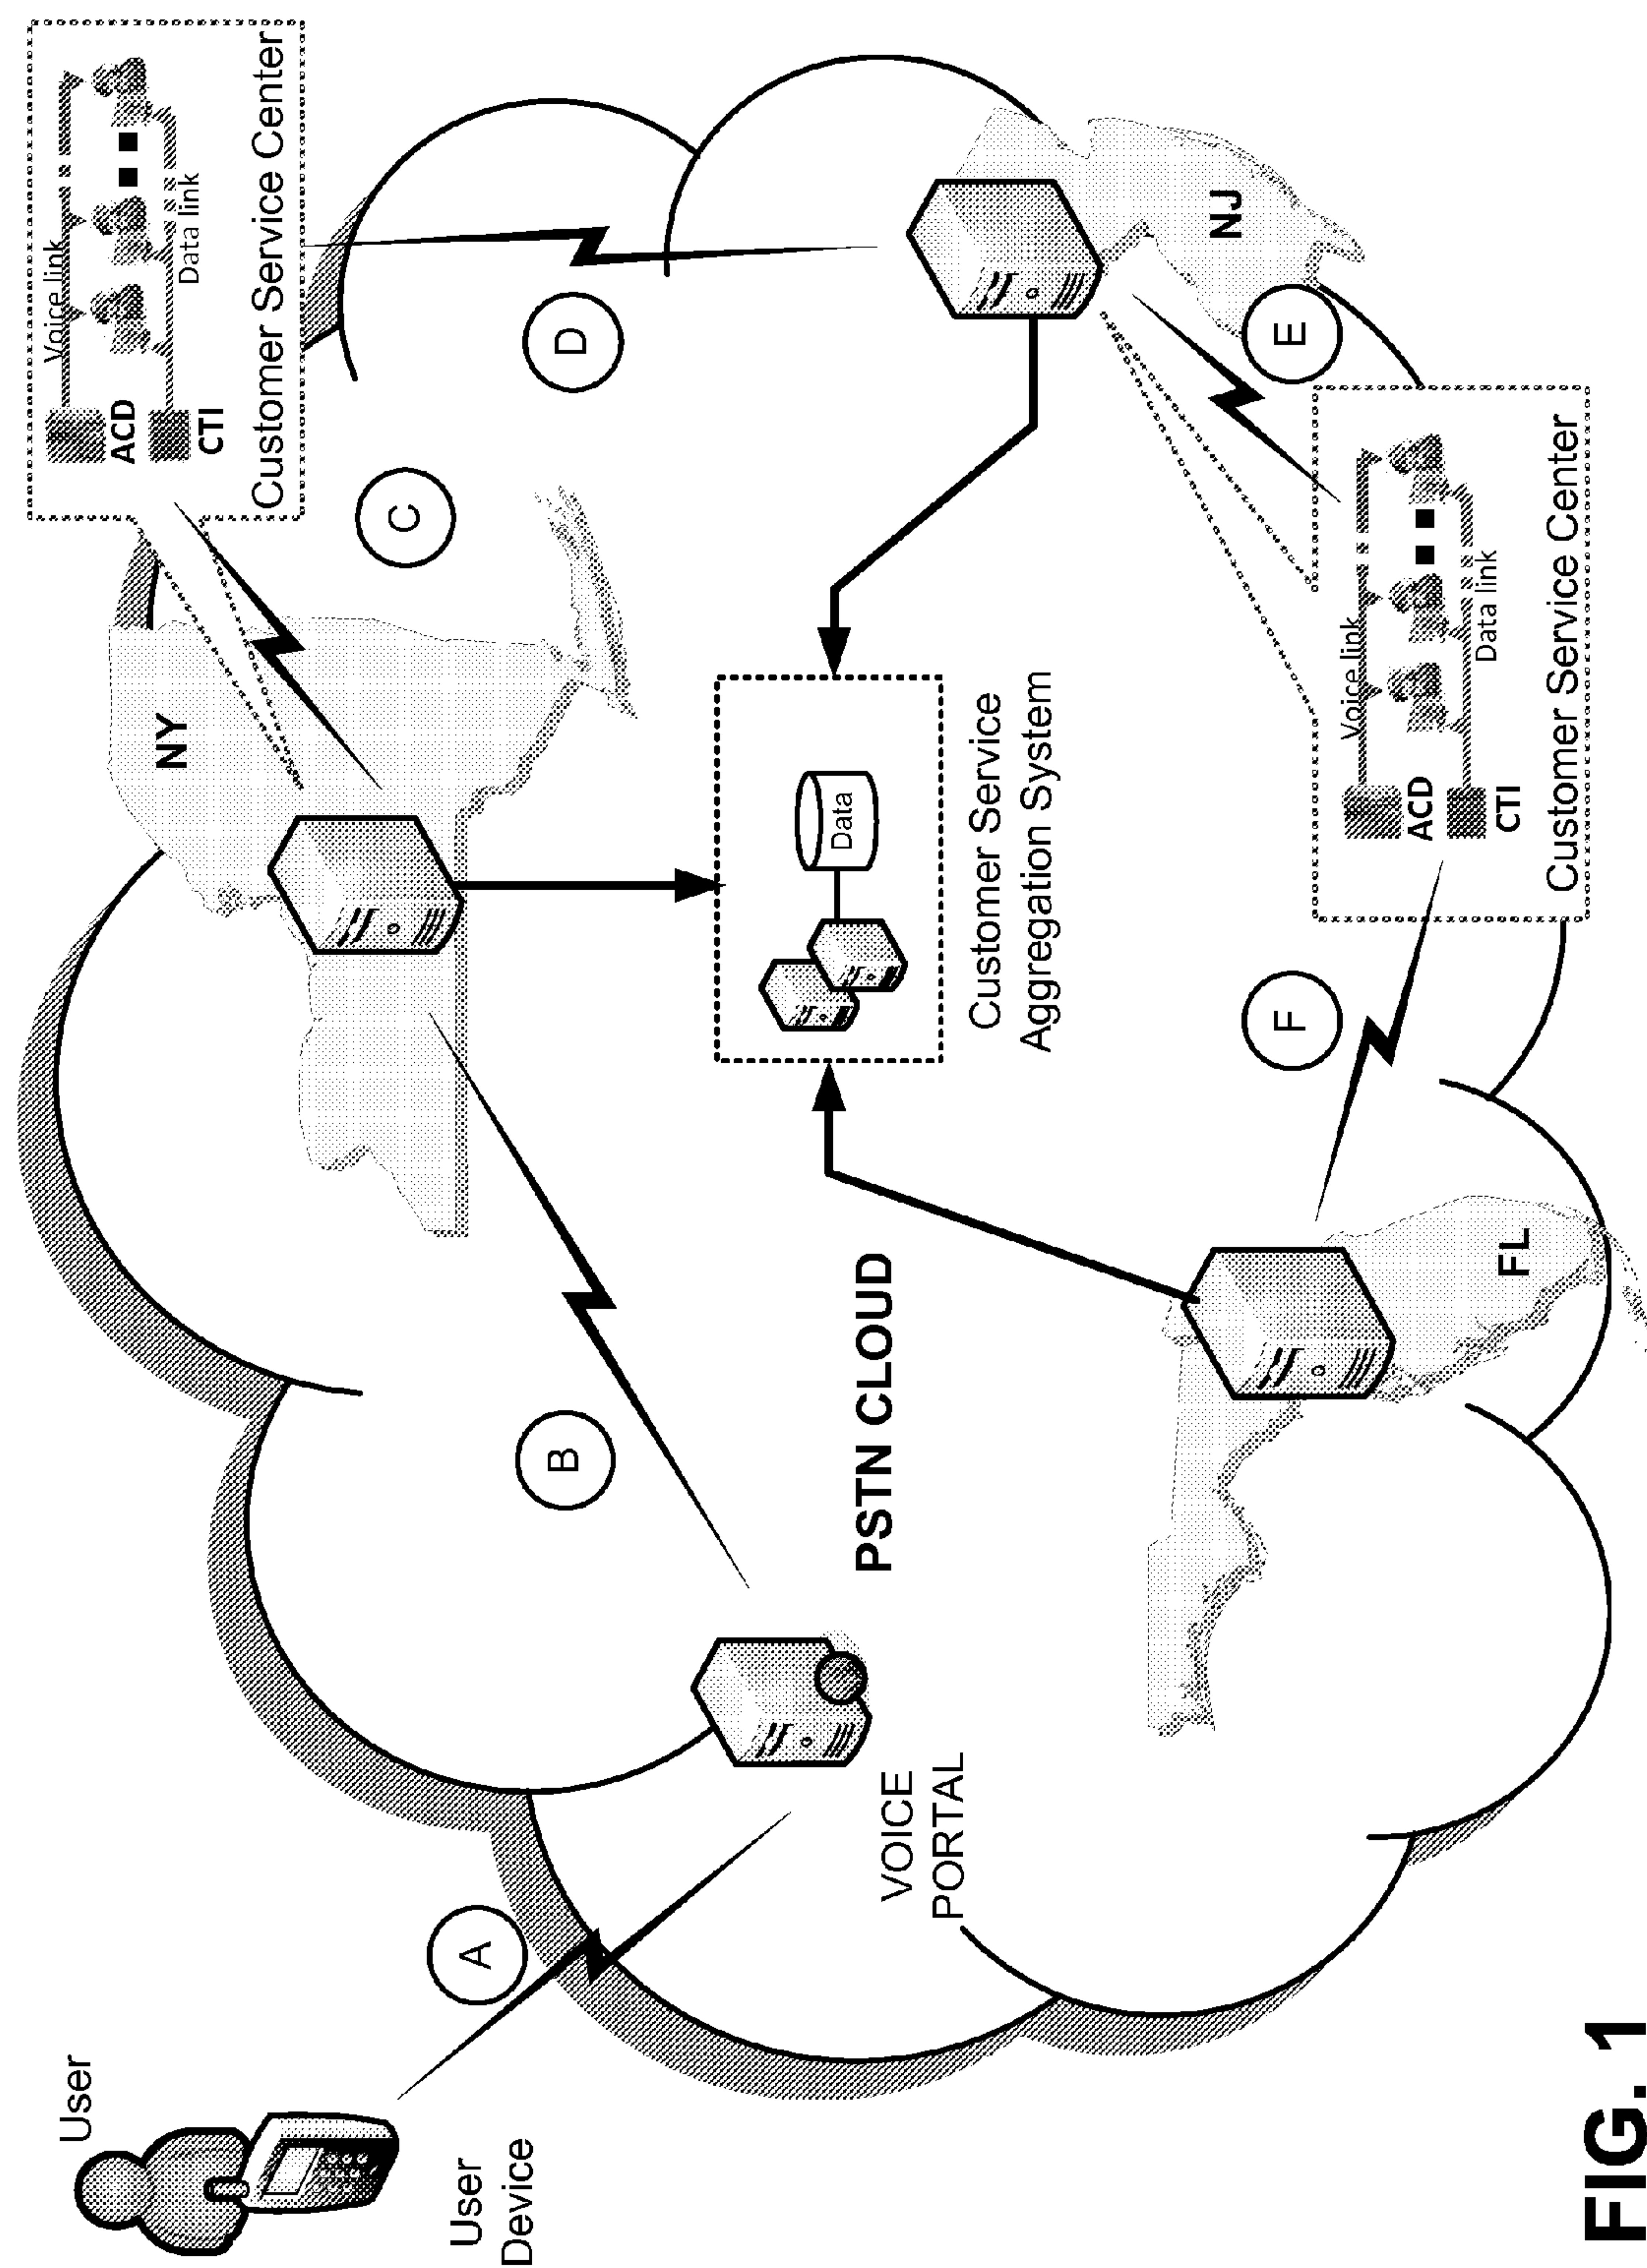 User
User
Device
A
VOICE
PORTAL
B
PSTN CLOUD
NY
C
Voice link
ACD
CTI
Data link
Customer Service Center
D
Data
Customer Service
Aggregation System
NJ
E
Voice link
ACD
CTI
Data link
Customer Service Center
F
FL
FIG. 1